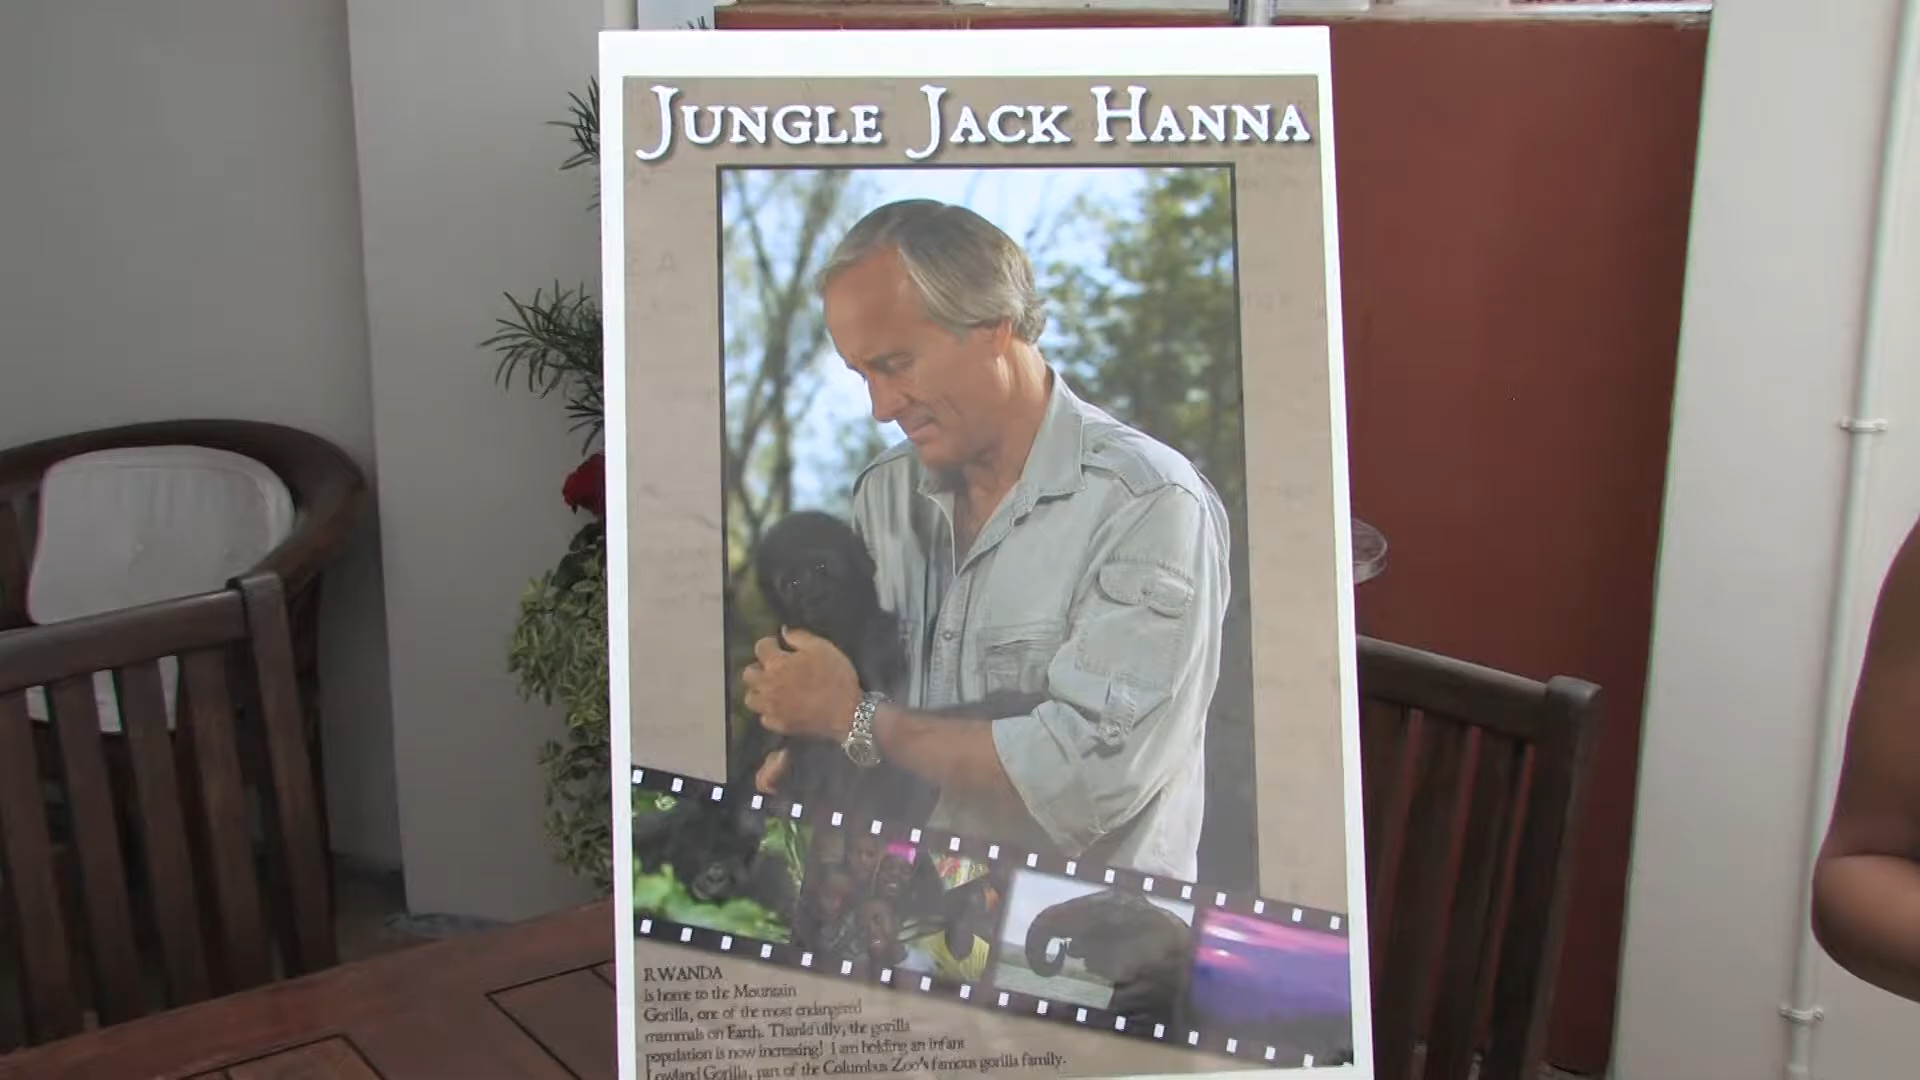 JUNGLE JACK HANNA
RWANDA
is home to the Mountain
Gorilla, one of the most endangered
mammals on Earth. Thankfully, the gorilla
population is now increasing! I am holding an infant
Lowland Gorilla, part of the Columbus Zoo's famous gorilla family.